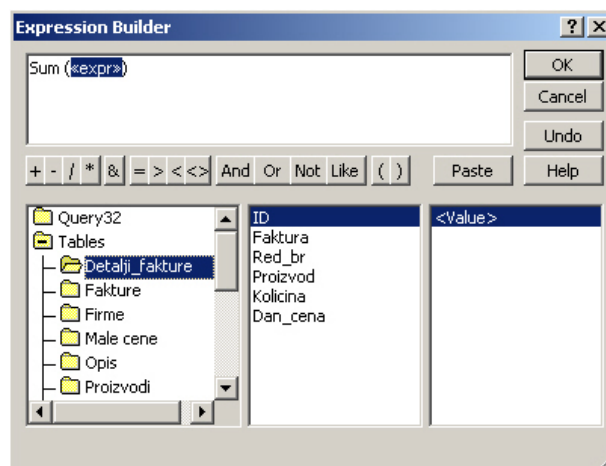 Expression Builder
Sum («expr»)
OK
Cancel
Undo
+ - / * & = > < <> And Or Not Like ( ) Paste Help
Query32
Tables
Detalji_fakture
Fakture
Firme
Male cene
Opis
Proizvodi
ID
Faktura
Red_br
Proizvod
Kolicina
Dan_cena
<Value>